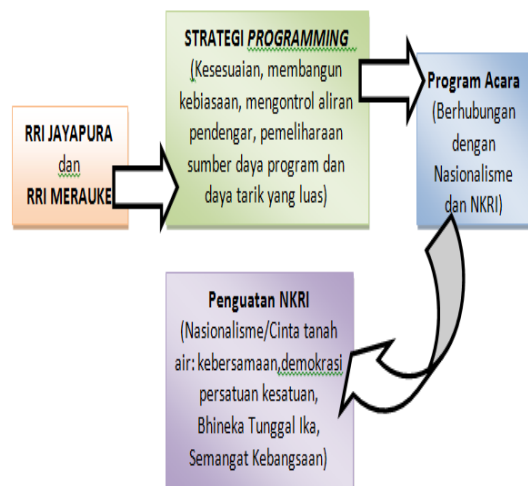 RRI JAYAPURA
dan
RRI MERAUKE
STRATEGI PROGRAMMING
(Kesesuaian, membangun
kebiasaan, mengontrol aliran
pendengar, pemeliharaan
sumber daya program dan
daya tarik yang luas)
Program Acara
(Berhubungan
dengan
Nasionalisme
dan NKRI)
Penguatan NKRI
(Nasionalisme/Cinta tanah
air: kebersamaan,demokrasi
persatuan kesatuan,
Bhineka Tunggal Ika,
Semangat Kebangsaan)